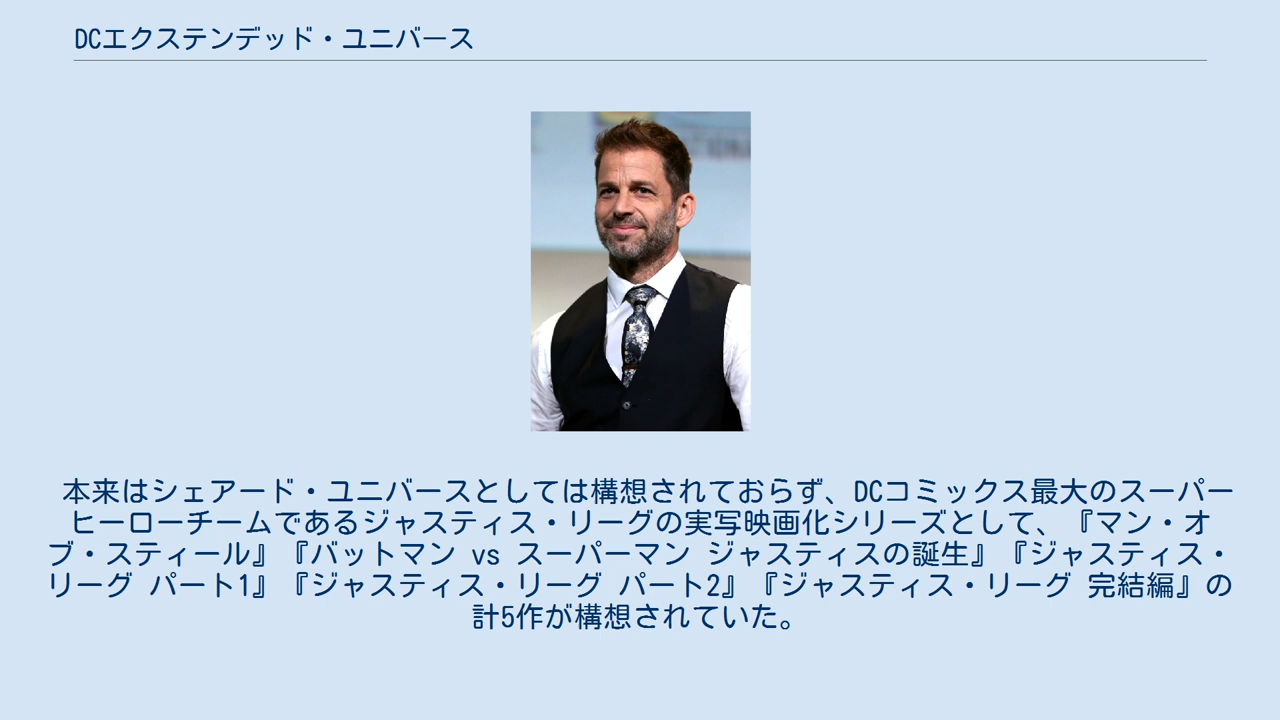 DCエクステンデッド・ユニバース
本来はシェアード・ユニバースとしては構想されておらず、DCコミックス最大のスーパー
ヒーローチームであるジャスティス・リーグの実写映画化シリーズとして、『マン・オ
ブ・スティール』『バットマン vs スーパーマン ジャスティスの誕生』『ジャスティス・
リーグ パート1』『ジャスティス・リーグ パート2』『ジャスティス・リーグ 完結編』の
計5作が構想されていた。